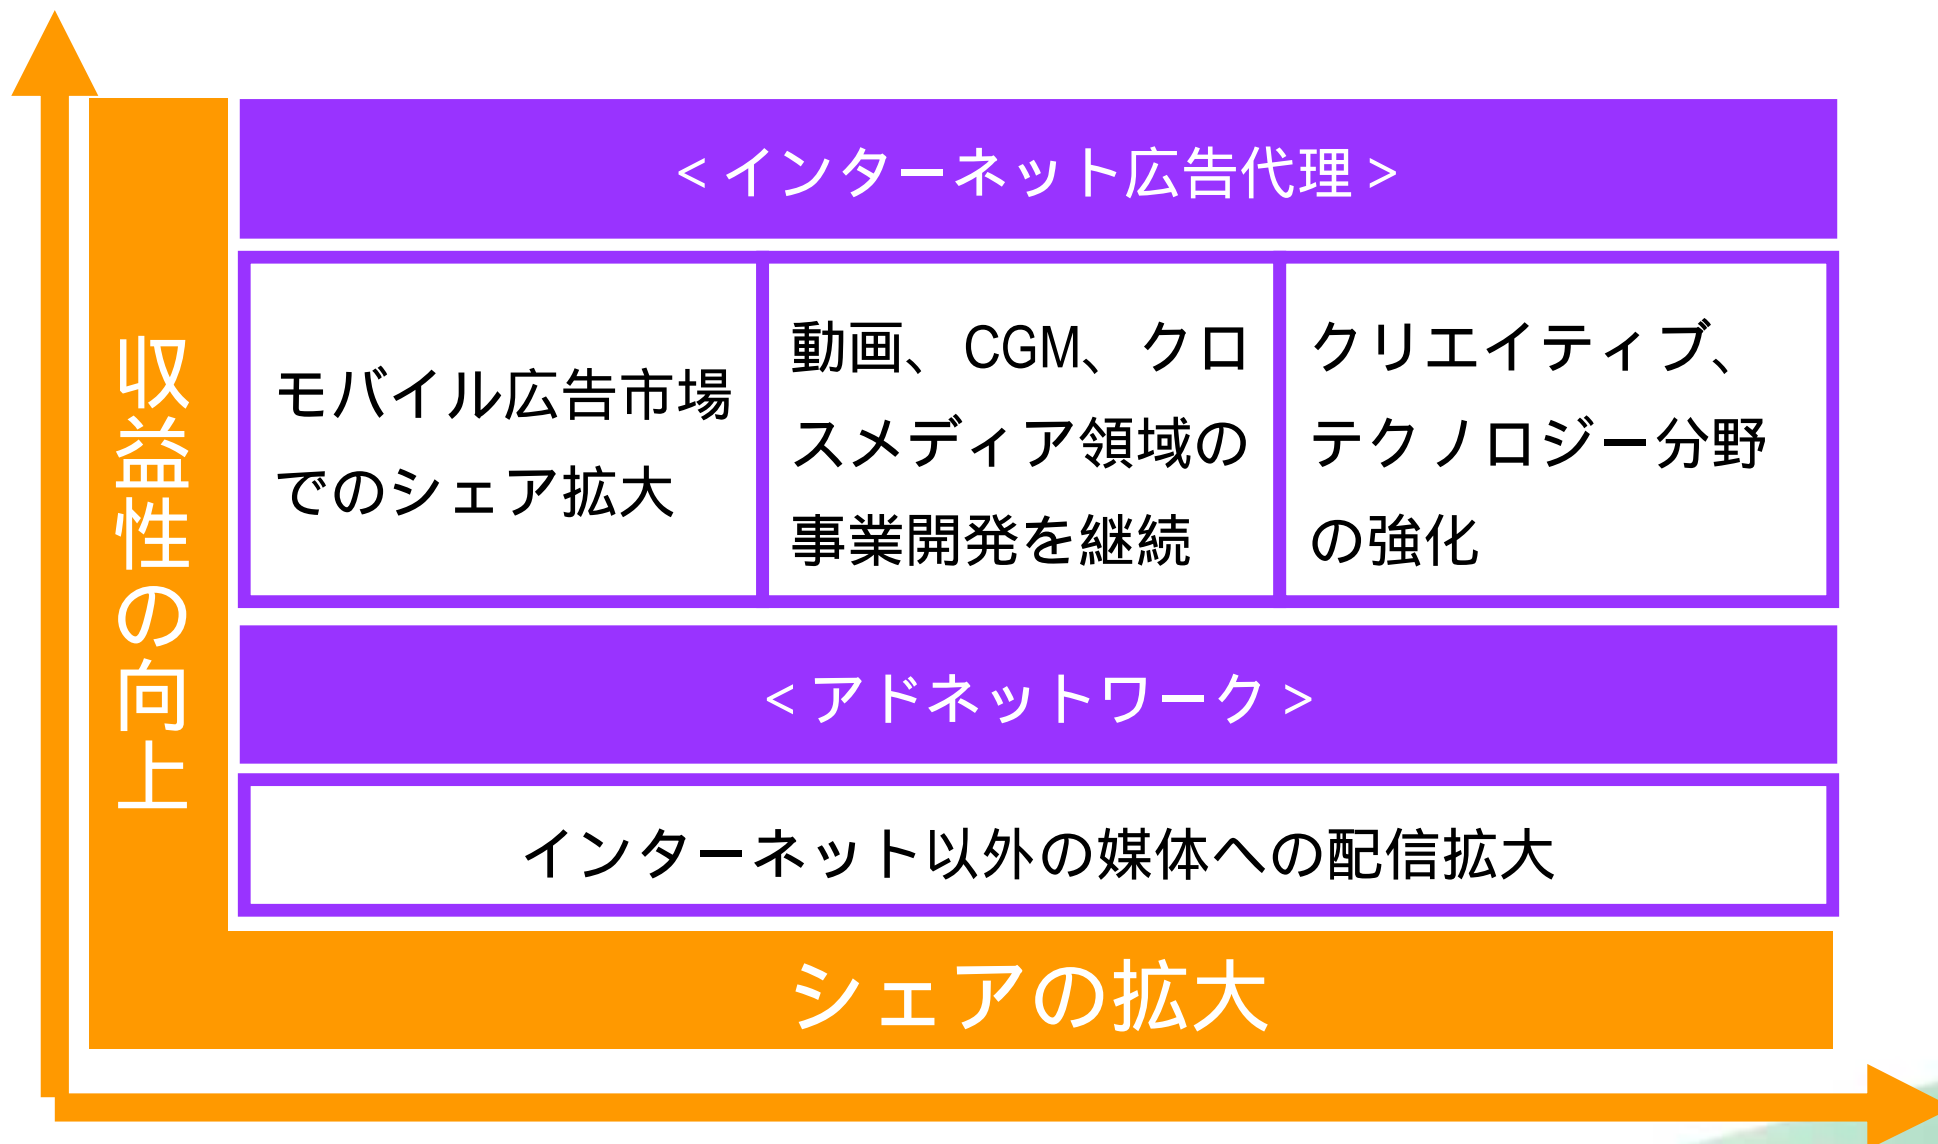 収益性の向上
<インターネット広告代理>
モバイル広告市場
でのシェア拡大
動画、CGM、クロ
スメディア領域の
事業開発を継続
クリエイティブ、
テクノロジー分野
の強化
<アドネットワーク>
インターネット以外の媒体への配信拡大
シェアの拡大